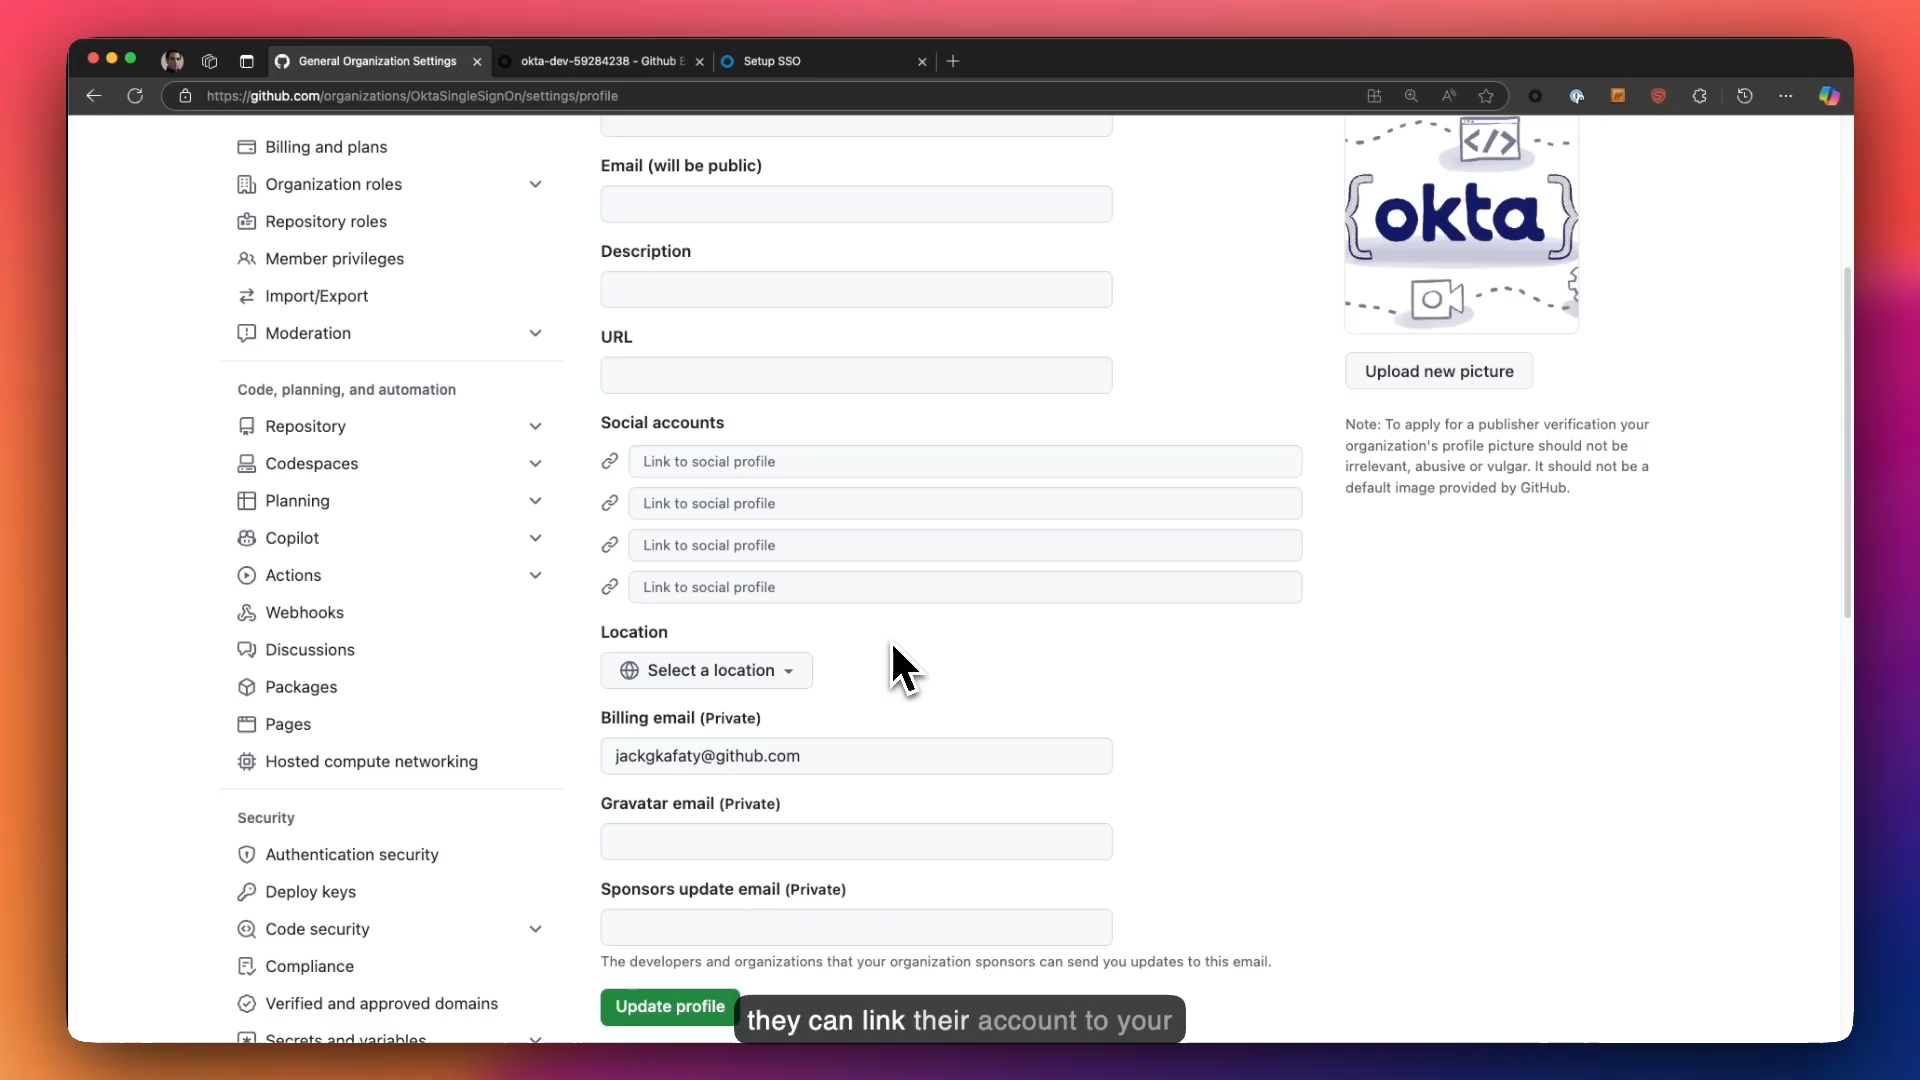 General Organization Settings
okta-dev-59284238 - Github E
Setup SSO
https://github.com/organizations/OktaSingleSignOn/settings/profile
Billing and plans
Organization roles
Repository roles
Member privileges
Import/Export
Moderation
Code, planning, and automation
Repository
Codespaces
Planning
Copilot
Actions
Webhooks
Discussions
Packages
Pages
Hosted compute networking
Security
Authentication security
Deploy keys
Code security
Compliance
Verified and approved domains
Secrets and variables
Email (will be public)
Description
URL
Social accounts
Link to social profile
Link to social profile
Link to social profile
Link to social profile
Location
Select a location
Billing email (Private)
jackgkafaty@github.com
Gravatar email (Private)
Sponsors update email (Private)
The developers and organizations that your organization sponsors can send you updates to this email.
Update profile
</>
{okta}
Upload new picture
Note: To apply for a publisher verification your
organization's profile picture should not be
irrelevant, abusive or vulgar. It should not be a
default image provided by GitHub.
they can link their account to your